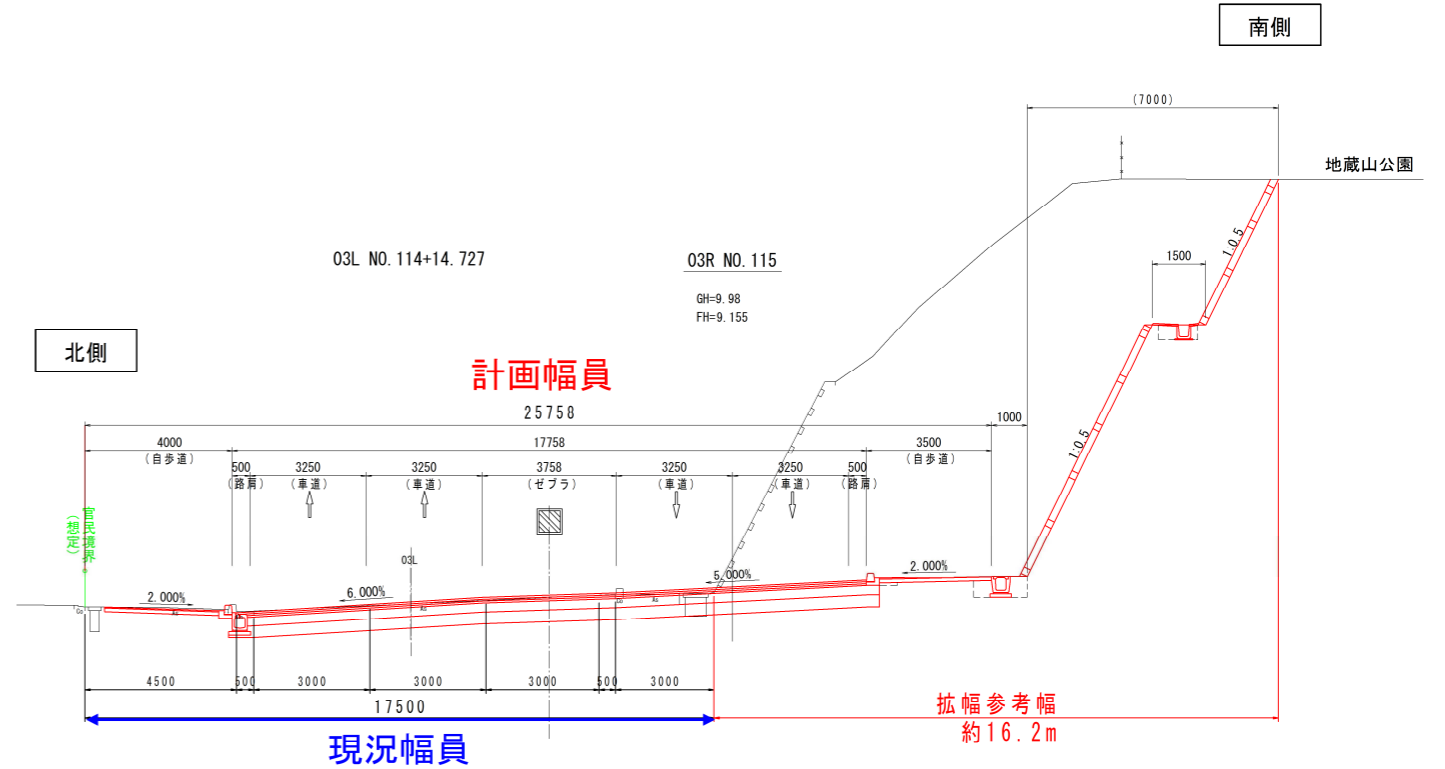 南側
(7000)
地蔵山公園
03L NO.114+14.727
03R NO.115
GH=9.98
FH=9.155
1:0.5
1500
北側
計画幅員
25758
1000
4000
(自歩道)
17758
3500
(自歩道)
500
(路肩)
3250
(車道)
3250
(車道)
3758
(ゼブラ)
3250
(車道)
3250
(車道)
500
(路肩)
1:0.5
官民境界
(想定)
03L
2.000%
6.000%
5.000%
2.000%
4500
500
3000
3000
3000
500
3000
17500
現況幅員
拡幅参考幅
約16.2m